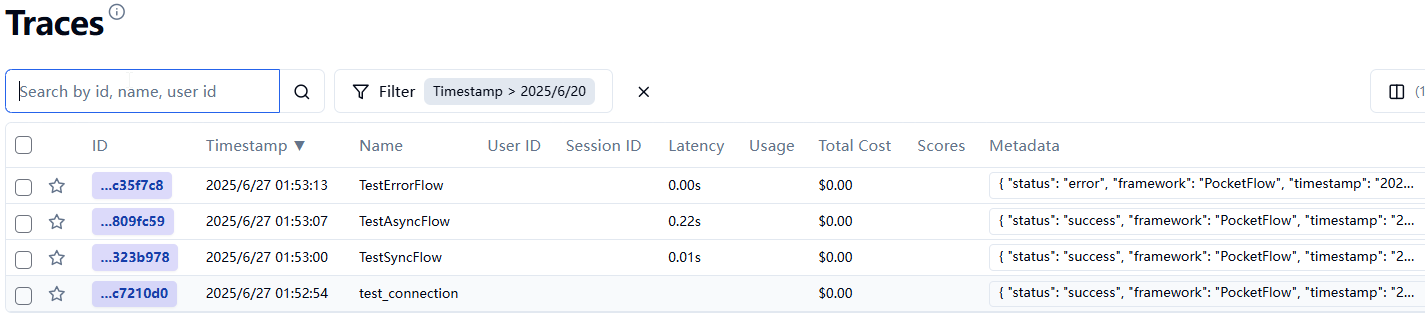 Traces
Search by id, name, user id Filter Timestamp > 2025/6/20 (1
ID Timestamp ▼ Name User ID Session ID Latency Usage Total Cost Scores Metadata
...c35f7c8 2025/6/27 01:53:13 TestErrorFlow 0.00s $0.00 { "status": "error", "framework": "PocketFlow", "timestamp": "202...
...809fc59 2025/6/27 01:53:07 TestAsyncFlow 0.22s $0.00 { "status": "success", "framework": "PocketFlow", "timestamp": "2...
...323b978 2025/6/27 01:53:00 TestSyncFlow 0.01s $0.00 { "status": "success", "framework": "PocketFlow", "timestamp": "2...
...c7210d0 2025/6/27 01:52:54 test_connection $0.00 { "status": "success", "framework": "PocketFlow", "timestamp": "2...